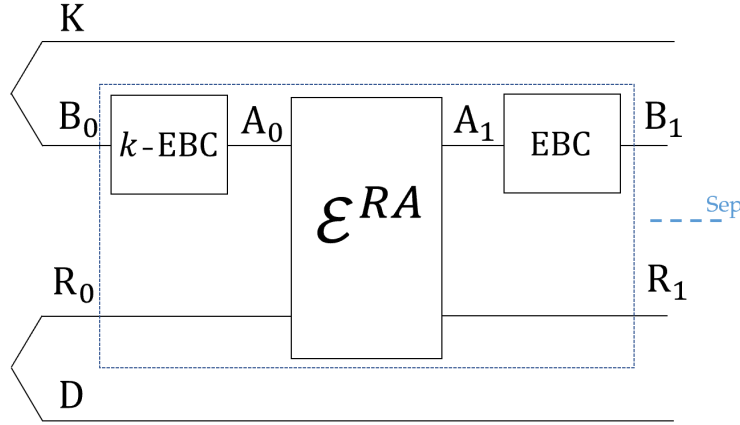 K
B₀ k-EBC A₀ A₁ EBC B₁
ℰᴿᴬ
Sep
R₀ R₁
D